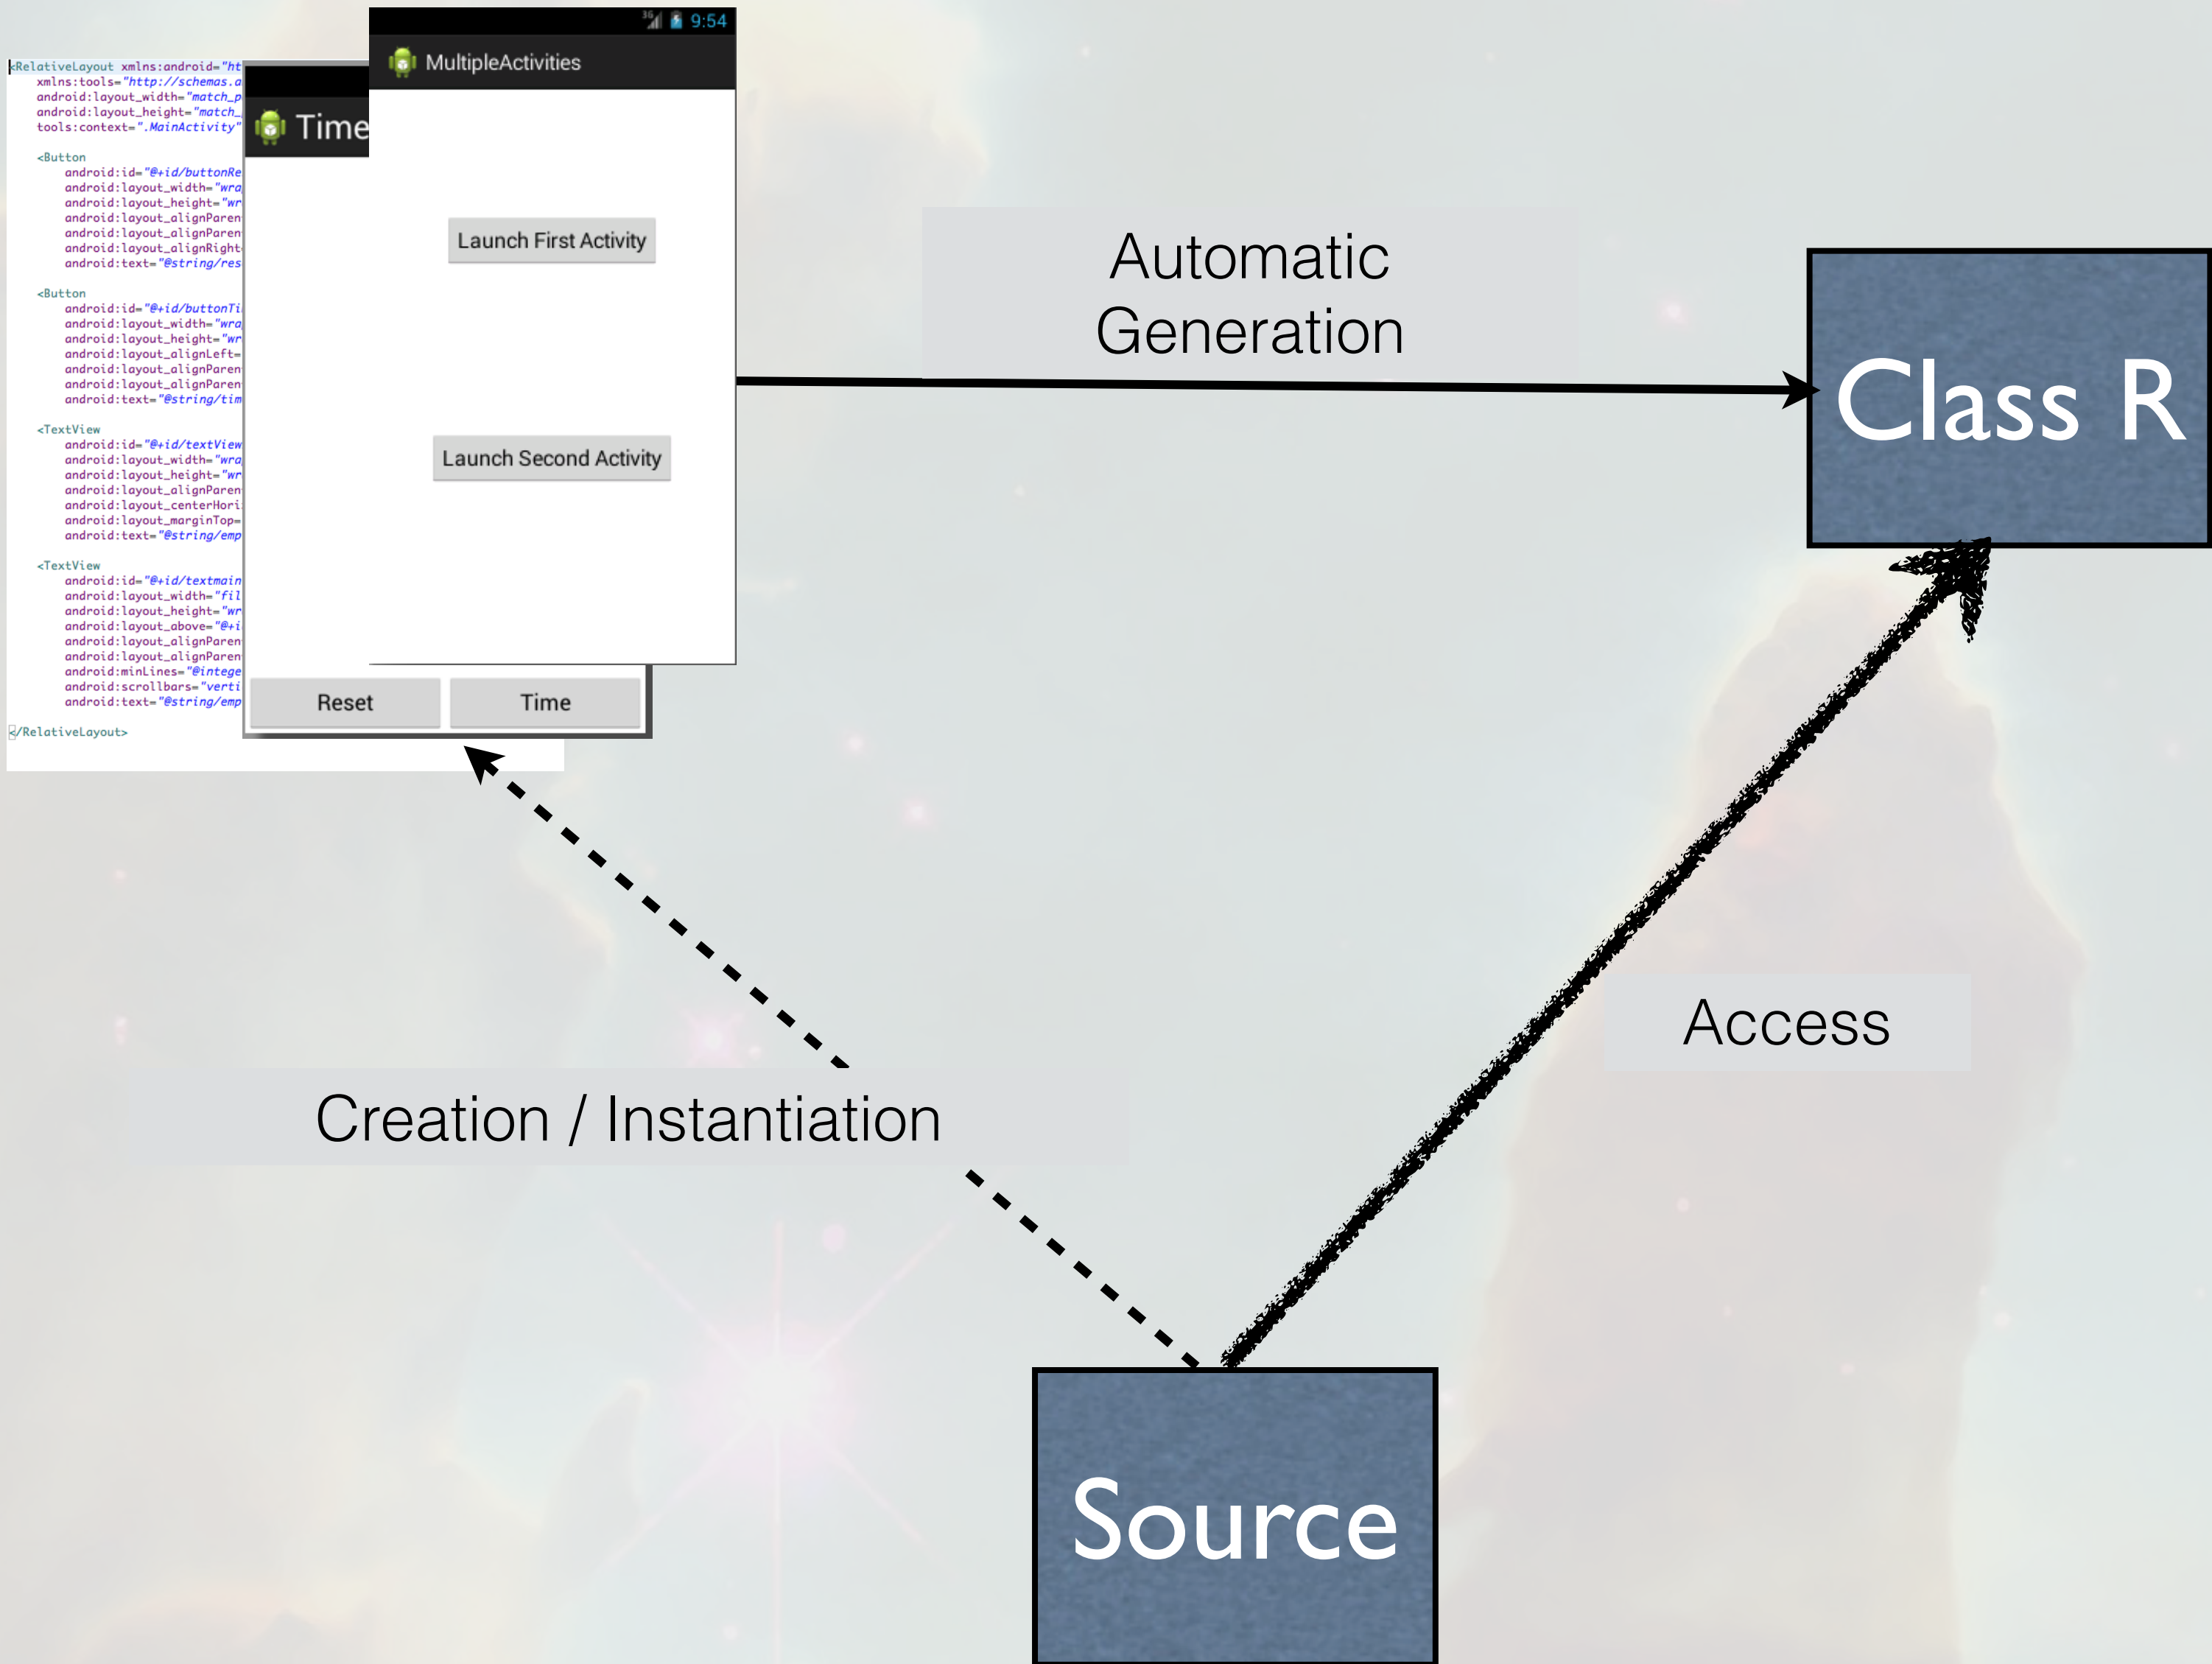 <RelativeLayout xmlns:android="ht
xmlns:tools="http://schemas.a
android:layout_width="match_p
android:layout_height="match_
tools:context=".MainActivity"
<Button
android:id="@+id/buttonRe
android:layout_width="wra
android:layout_height="wr
android:layout_alignParen
android:layout_alignParen
android:layout_alignRight
android:text="@string/res
<Button
android:id="@+id/buttonTi
android:layout_width="wra
android:layout_height="wr
android:layout_alignLeft=
android:layout_alignParen
android:layout_alignParen
android:text="@string/tim
<TextView
android:id="@+id/textView
android:layout_width="wra
android:layout_height="wr
android:layout_alignParen
android:layout_centerHori
android:layout_marginTop=
android:text="@string/emp
<TextView
android:id="@+id/textmain
android:layout_width="fil
android:layout_height="wr
android:layout_above="@+i
android:layout_alignParen
android:layout_alignParen
android:minLines="@intege
android:scrollbars="verti
android:text="@string/emp
</RelativeLayout>
Time
Reset Time
3G 9:54
MultipleActivities
Launch First Activity
Launch Second Activity
Automatic
Generation
Class R
Access
Creation / Instantiation
Source